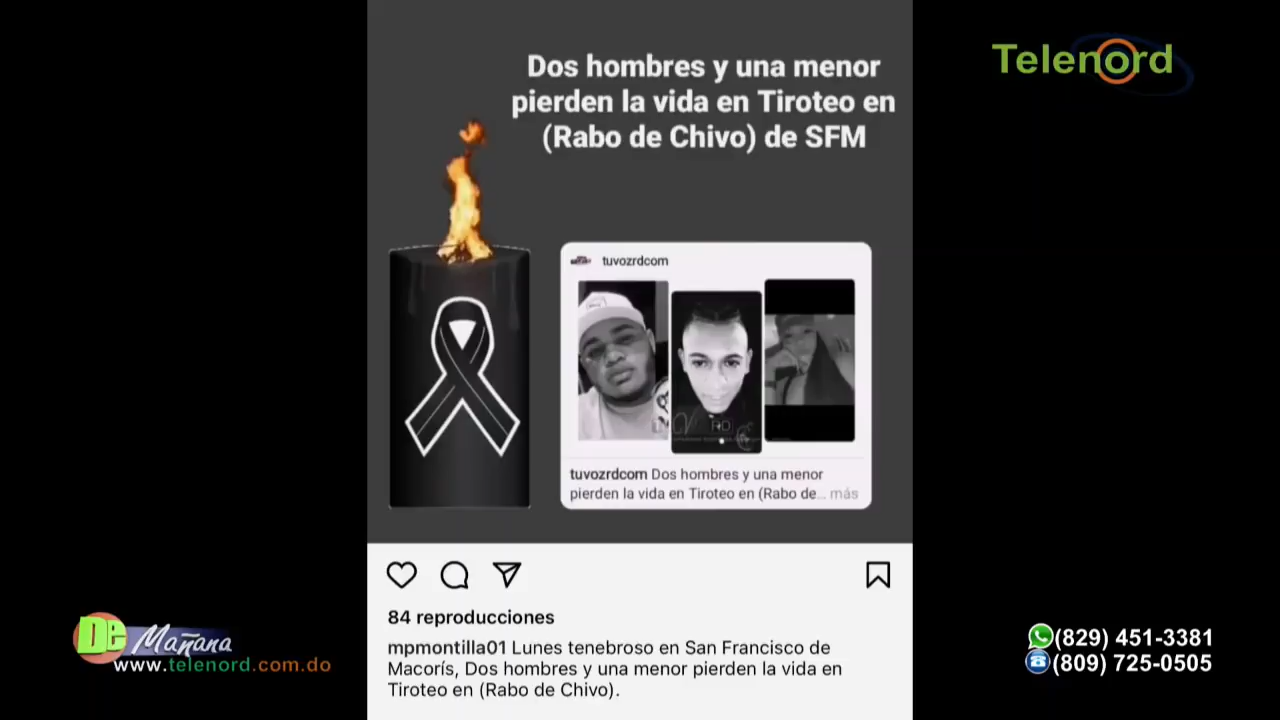 Dos hombres y una menor
pierden la vida en Tiroteo en
(Rabo de Chivo) de SFM
Telenord
tuvozrdcom
tuvozrdcom Dos hombres y una menor
pierden la vida en Tiroteo en (Rabo de... más
84 reproducciones
mpmontilla01 Lunes tenebroso en San Francisco de
Macorís, Dos hombres y una menor pierden la vida en
Tiroteo en (Rabo de Chivo).
De Mañana
www.telenord.com.do
(829) 451-3381
(809) 725-0505